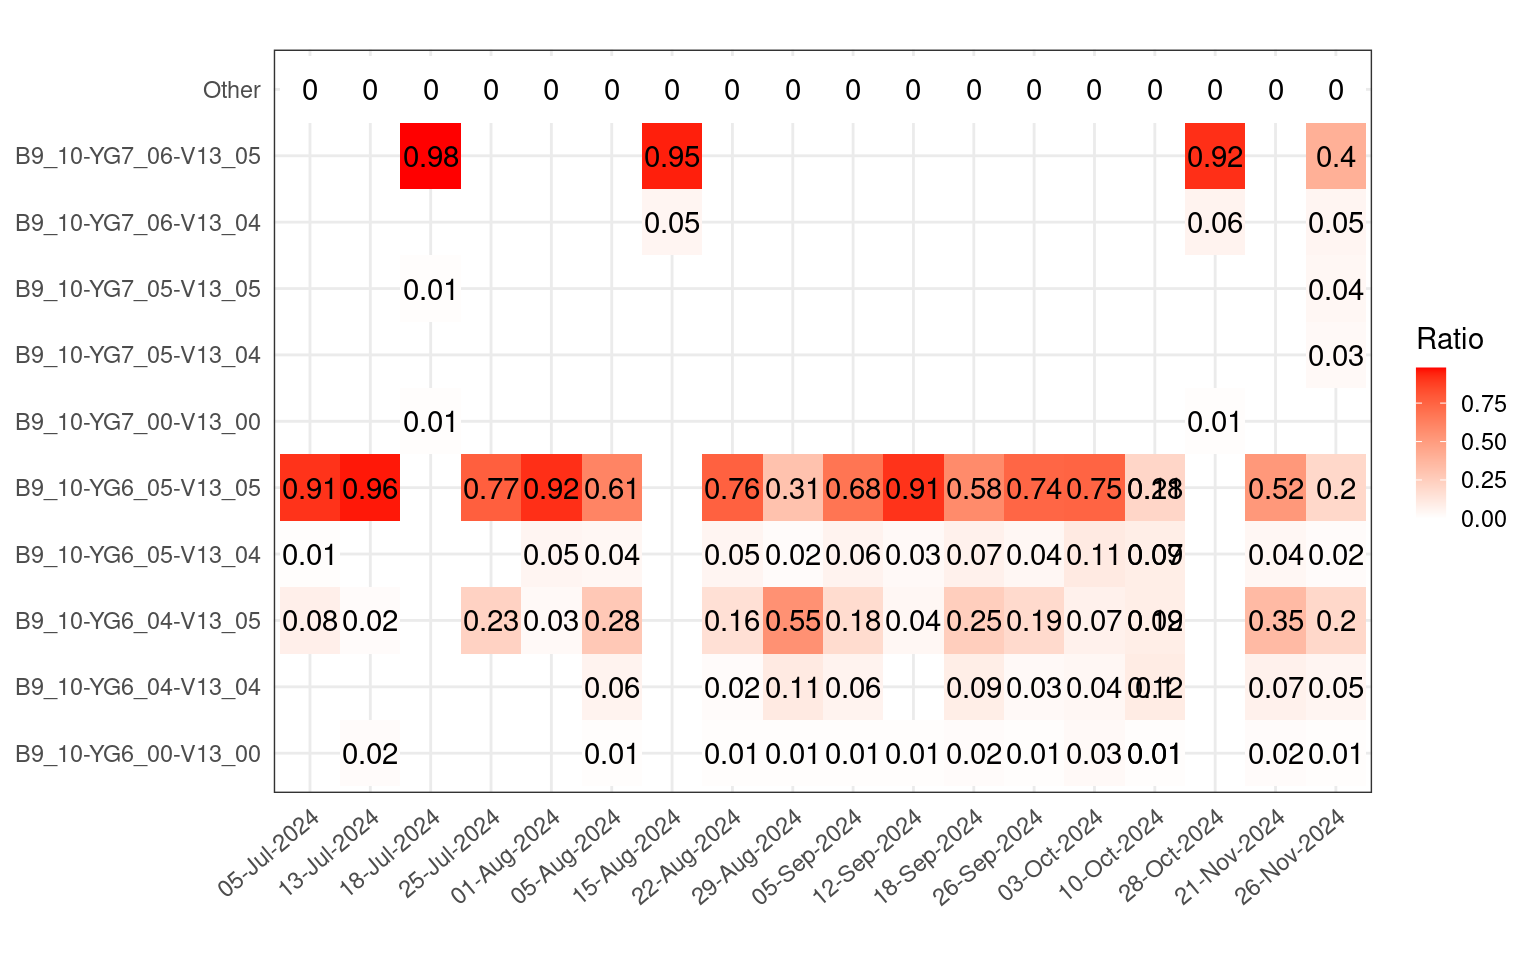 Other 0 0 0 0 0 0 0 0 0 0 0 0 0 0 0 0 0 0
B9_10-YG7_06-V13_05 0.98 0.95 0.92 0.4
B9_10-YG7_06-V13_04 0.05 0.06 0.05
B9_10-YG7_05-V13_05 0.01 0.04
B9_10-YG7_05-V13_04 0.03
B9_10-YG7_00-V13_00 0.01 0.01
B9_10-YG6_05-V13_05 0.91 0.96 0.77 0.92 0.61 0.76 0.31 0.68 0.91 0.58 0.74 0.75 0.52 0.2
B9_10-YG6_05-V13_04 0.01 0.05 0.04 0.05 0.02 0.06 0.03 0.07 0.04 0.11 0.04 0.02
B9_10-YG6_04-V13_05 0.08 0.02 0.23 0.03 0.28 0.16 0.55 0.18 0.04 0.25 0.19 0.07 0.35 0.2
B9_10-YG6_04-V13_04 0.06 0.02 0.11 0.06 0.09 0.03 0.04 0.07 0.05
B9_10-YG6_00-V13_00 0.02 0.01 0.01 0.01 0.01 0.01 0.02 0.01 0.03 0.01 0.02 0.01
05-Jul-2024 13-Jul-2024 18-Jul-2024 25-Jul-2024 01-Aug-2024 05-Aug-2024 15-Aug-2024 22-Aug-2024 29-Aug-2024 05-Sep-2024 12-Sep-2024 18-Sep-2024 26-Sep-2024 03-Oct-2024 10-Oct-2024 28-Oct-2024 21-Nov-2024 26-Nov-2024
Ratio
0.75
0.50
0.25
0.00